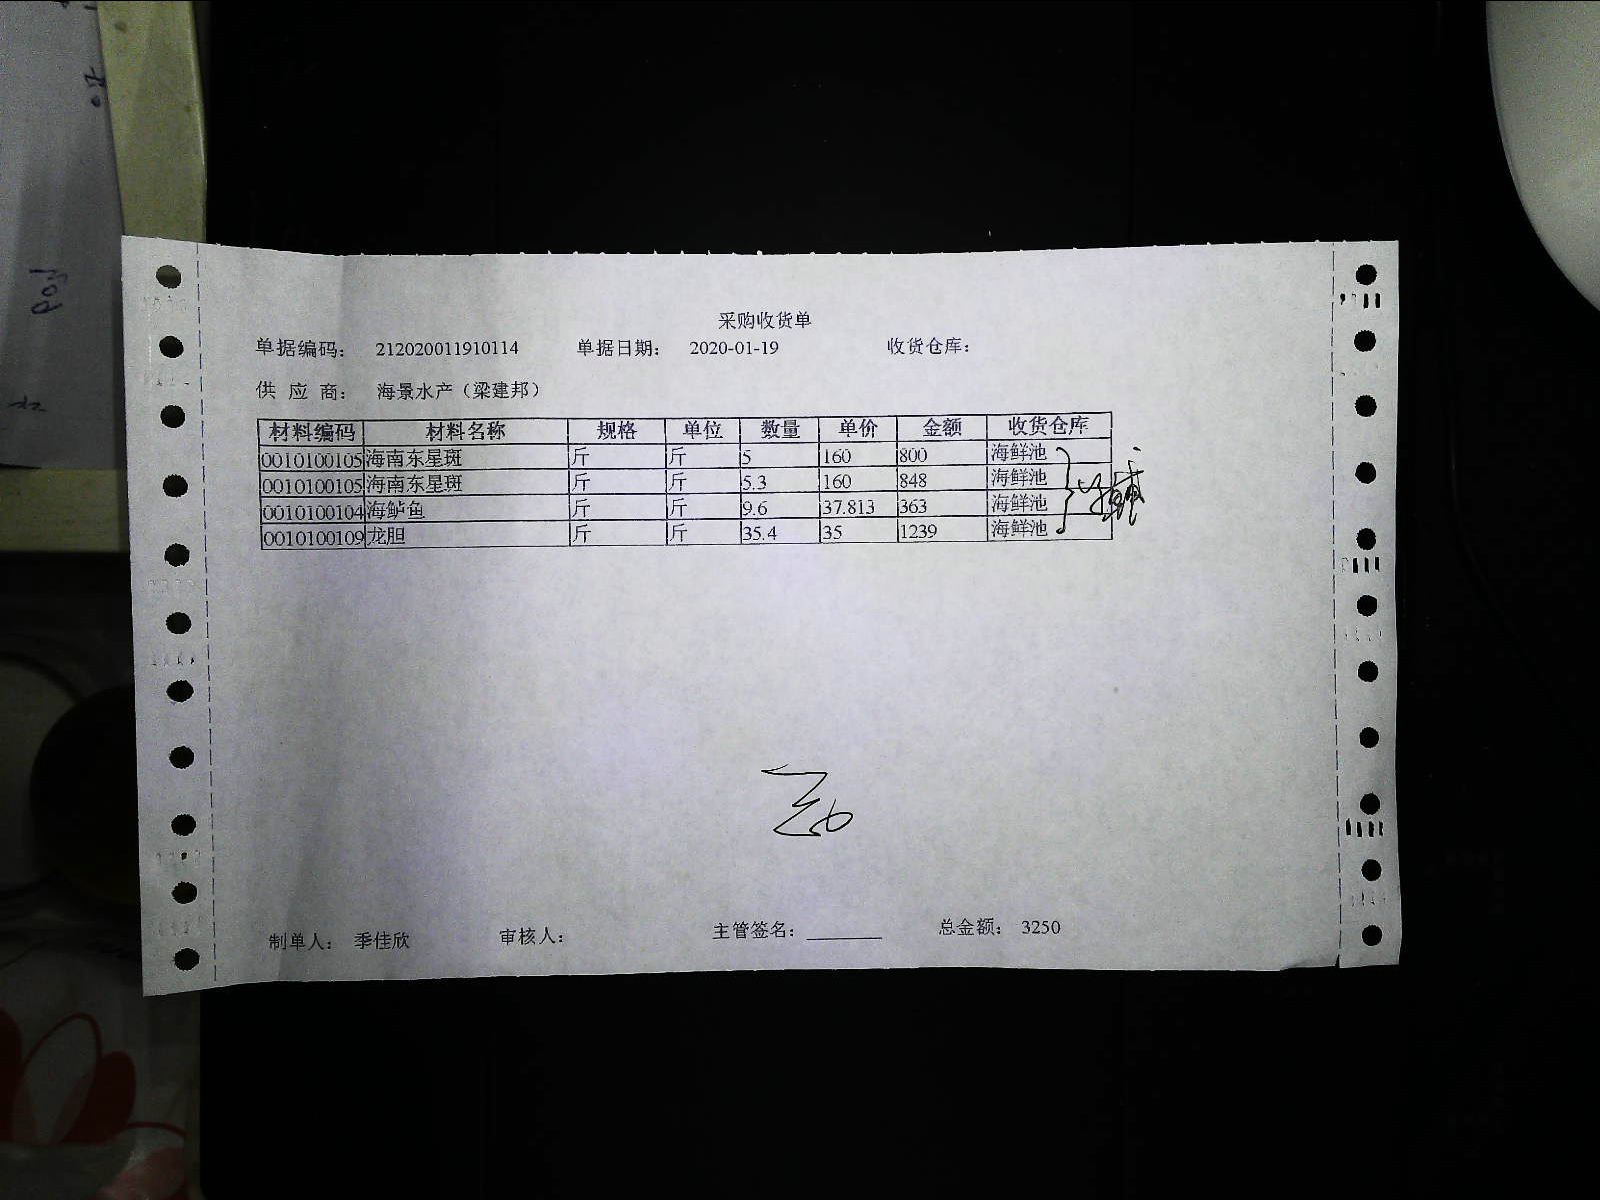 采购收货单
单据编码: 212020011910114 单据日期: 2020-01-19 收货仓库:
供 应 商: 海景水产(梁建邦)
材料编码 材料名称 规格 单位 数量 单价 金额 收货仓库
0010100105 海南东星斑 斤 斤 5 160 800 海鲜池
0010100105 海南东星斑 斤 斤 5.3 160 848 海鲜池
0010100104 海鲈鱼 斤 斤 9.6 37.813 363 海鲜池
0010100109 龙胆 斤 斤 35.4 35 1239 海鲜池
制单人: 季佳欣 审核人: 主管签名: ________ 总金额: 3250